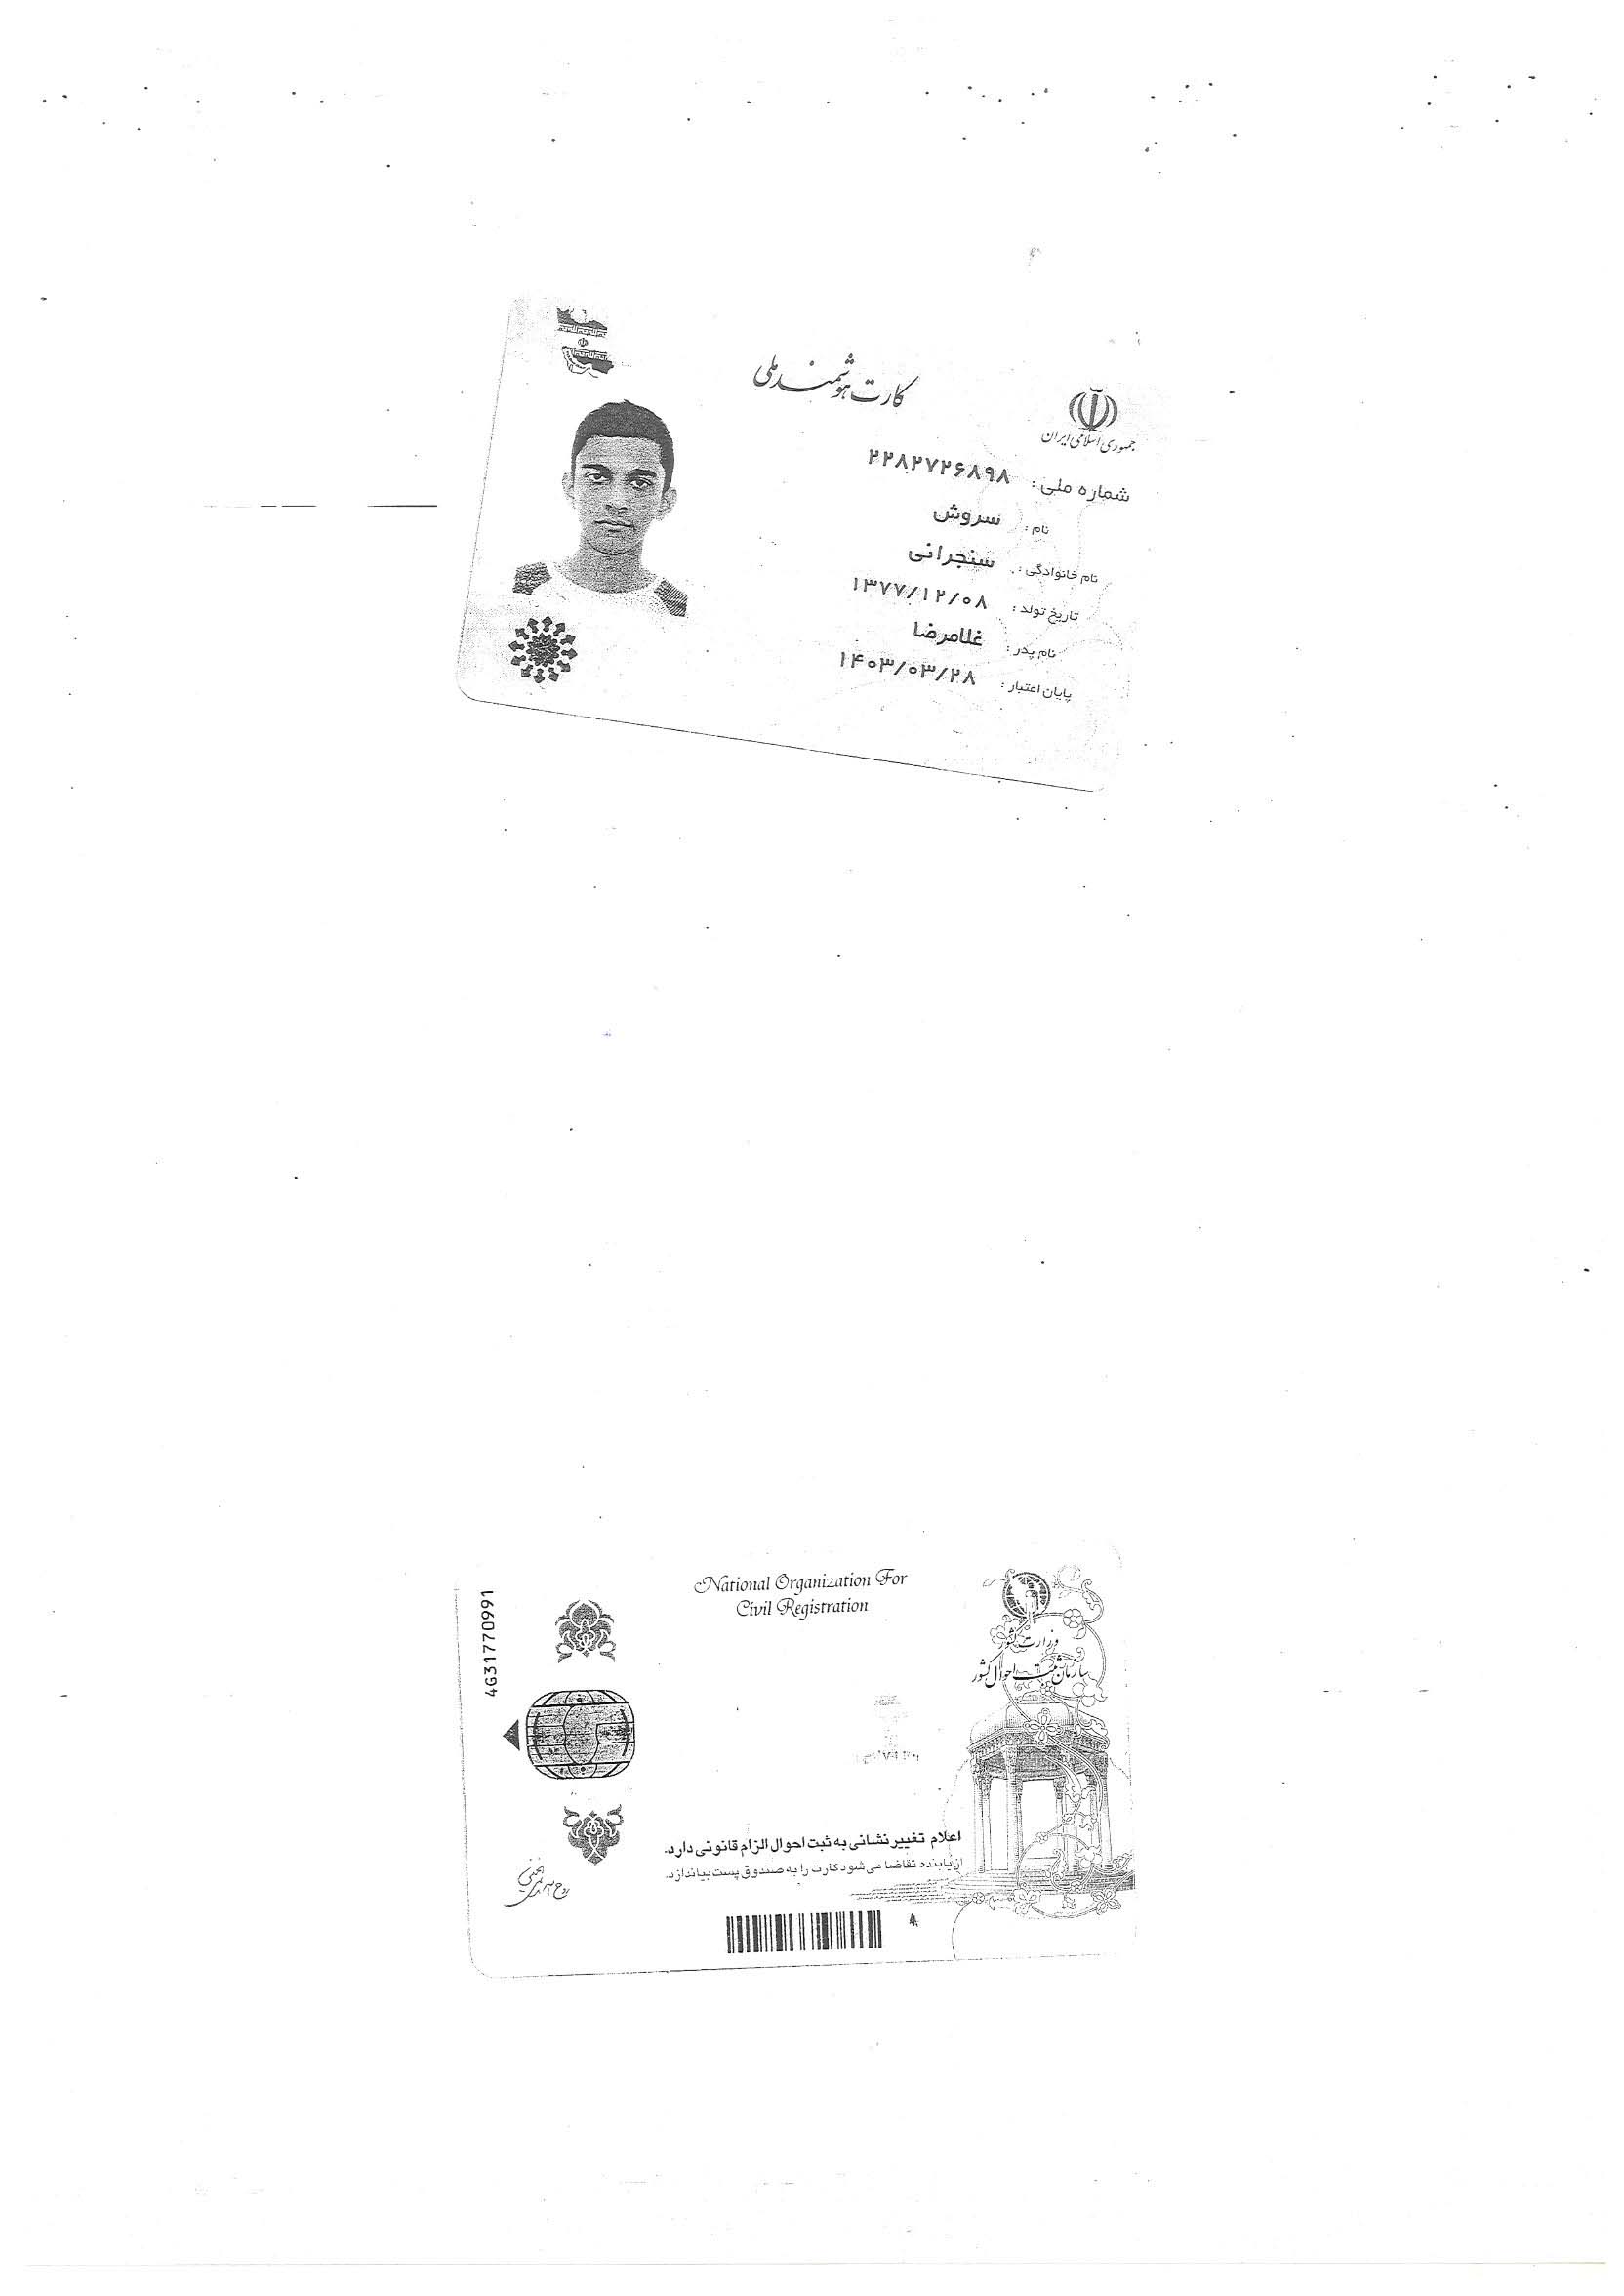 کارت هوشمند ملی
جمهوری اسلامی ایران
شماره ملی : ۲۲۸۲۷۲۶۸۹۸
نام : سروش
نام خانوادگی : سنجرانی
تاریخ تولد : ۱۳۷۷/۱۲/۰۸
نام پدر : غلامرضا
پایان اعتبار : ۱۴۰۳/۰۳/۲۸
4G31770991
National Organization For
Civil Registration
وزارت کشور
سازمان ثبت احوال کشور
اعلام تغییر نشانی به ثبت احوال الزام قانونی دارد.
از یابنده تقاضا می شود کارت را به صندوق پست بیاندازد.